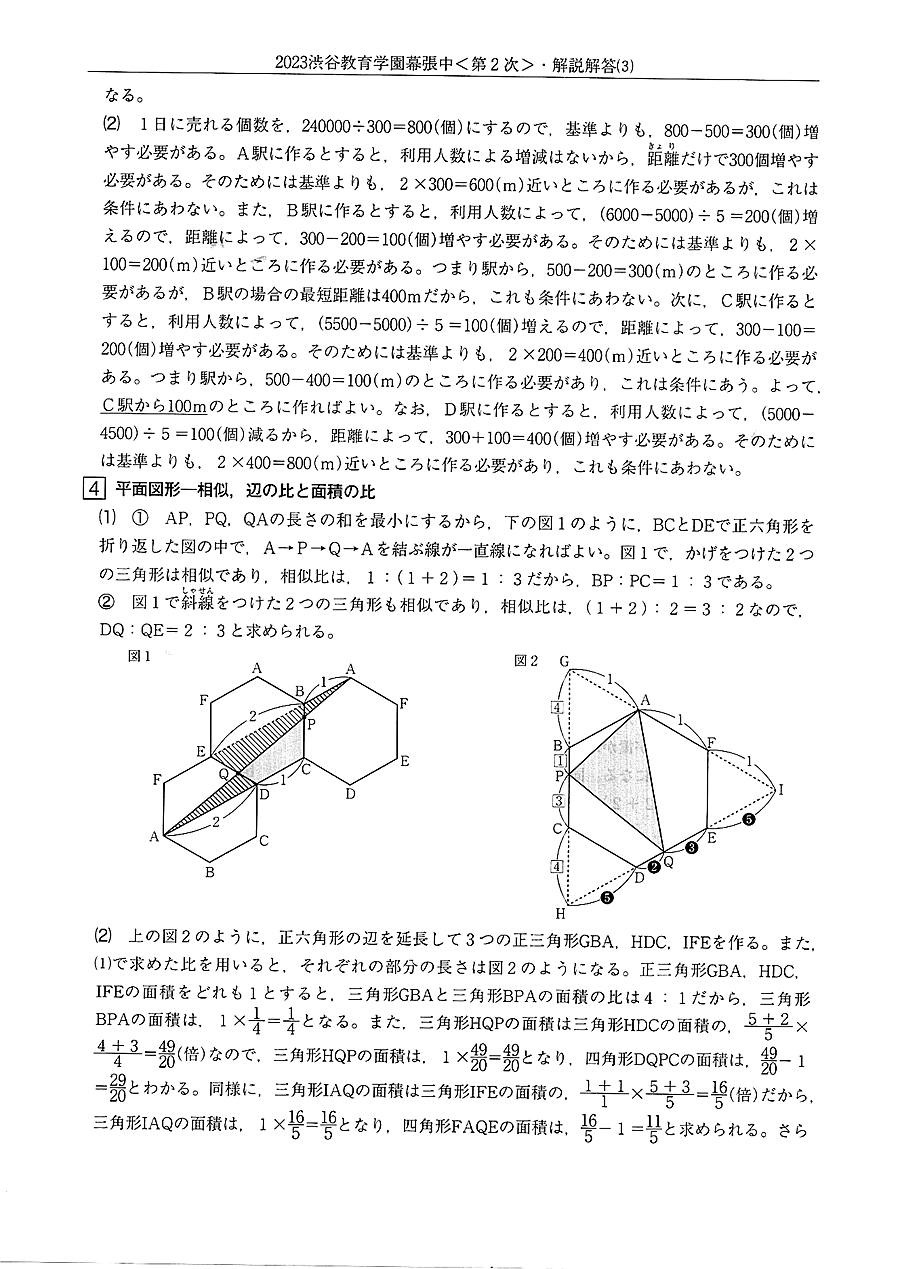 2023渋谷教育学園幕張中<第2次>・解説解答(3)
なる。
(2) 1日に売れる個数を，240000÷300＝800(個)にするので，基準よりも，800－500＝300(個)増
やす必要がある。A駅に作るとすると，利用人数による増減はないから，距離だけで300個増やす
きょり
必要がある。そのためには基準よりも，2×300＝600(m)近いところに作る必要があるが，これは
条件にあわない。また，B駅に作るとすると，利用人数によって，(6000－5000)÷5＝200(個)増
えるので，距離によって，300－200＝100(個)増やす必要がある。そのためには基準よりも，2×
100＝200(m)近いところに作る必要がある。つまり駅から，500－200＝300(m)のところに作る必
要があるが，B駅の場合の最短距離は400mだから，これも条件にあわない。次に，C駅に作ると
すると，利用人数によって，(5500－5000)÷5＝100(個)増えるので，距離によって，300－100＝
200(個)増やす必要がある。そのためには基準よりも，2×200＝400(m)近いところに作る必要が
ある。つまり駅から，500－400＝100(m)のところに作る必要があり，これは条件にあう。よって，
C駅から100mのところに作ればよい。なお，D駅に作るとすると，利用人数によって，(5000－
4500)÷5＝100(個)減るから，距離によって，300＋100＝400(個)増やす必要がある。そのために
は基準よりも，2×400＝800(m)近いところに作る必要があり，これも条件にあわない。
4 平面図形―相似，辺の比と面積の比
(1) ① AP，PQ，QAの長さの和を最小にするから，下の図1のように，BCとDEで正六角形を
折り返した図の中で，A→P→Q→Aを結ぶ線が一直線になればよい。図1で，かげをつけた2つ
の三角形は相似であり，相似比は，1：(1＋2)＝1：3だから，BP：PC＝1：3である。
しゃせん
② 図1で斜線をつけた2つの三角形も相似であり，相似比は，(1＋2)：2＝3：2なので，
DQ：QE＝2：3と求められる。
図1
A
A
B
1
F
F
2
P
E
C
E
Q
F
D
1
D
2
A
C
B
図2
G
1
4
A
1
B
F
1
P
1
3
I
C
E
5
4
3
Q
2
D
5
H
(2) 上の図2のように，正六角形の辺を延長して3つの正三角形GBA，HDC，IFEを作る。また，
(1)で求めた比を用いると，それぞれの部分の長さは図2のようになる。正三角形GBA，HDC，
IFEの面積をどれも1とすると，三角形GBAと三角形BPAの面積の比は4：1だから，三角形
BPAの面積は，1×1/4＝1/4となる。また，三角形HQPの面積は三角形HDCの面積の，5＋2/5×
4＋3/4＝49/20(倍)なので，三角形HQPの面積は，1×49/20＝49/20となり，四角形DQPCの面積は，49/20－1
＝29/20とわかる。同様に，三角形IAQの面積は三角形IFEの面積の，1＋1/1×5＋3/5＝16/5(倍)だから，
三角形IAQの面積は，1×16/5＝16/5となり，四角形FAQEの面積は，16/5－1＝11/5と求められる。さら